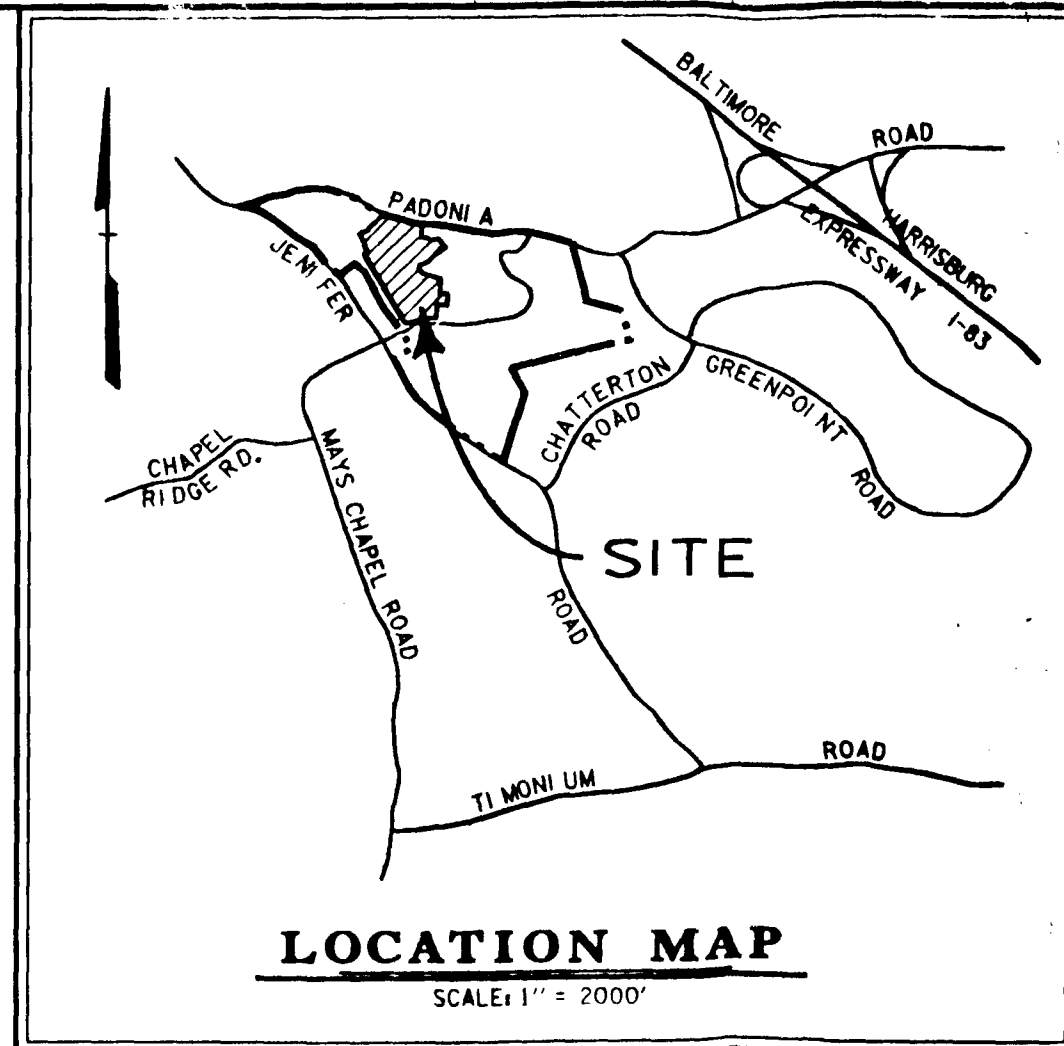 BALTIMORE
ROAD
PADONIA
HARRISBURG
EXPRESSWAY
I-83
JENIFER
CHATTERTON
ROAD
GREENPOINT
ROAD
CHAPEL
RIDGE RD.
MAYS CHAPEL ROAD
SITE
ROAD
ROAD
TIMONIUM
LOCATION MAP
SCALE: 1" = 2000'